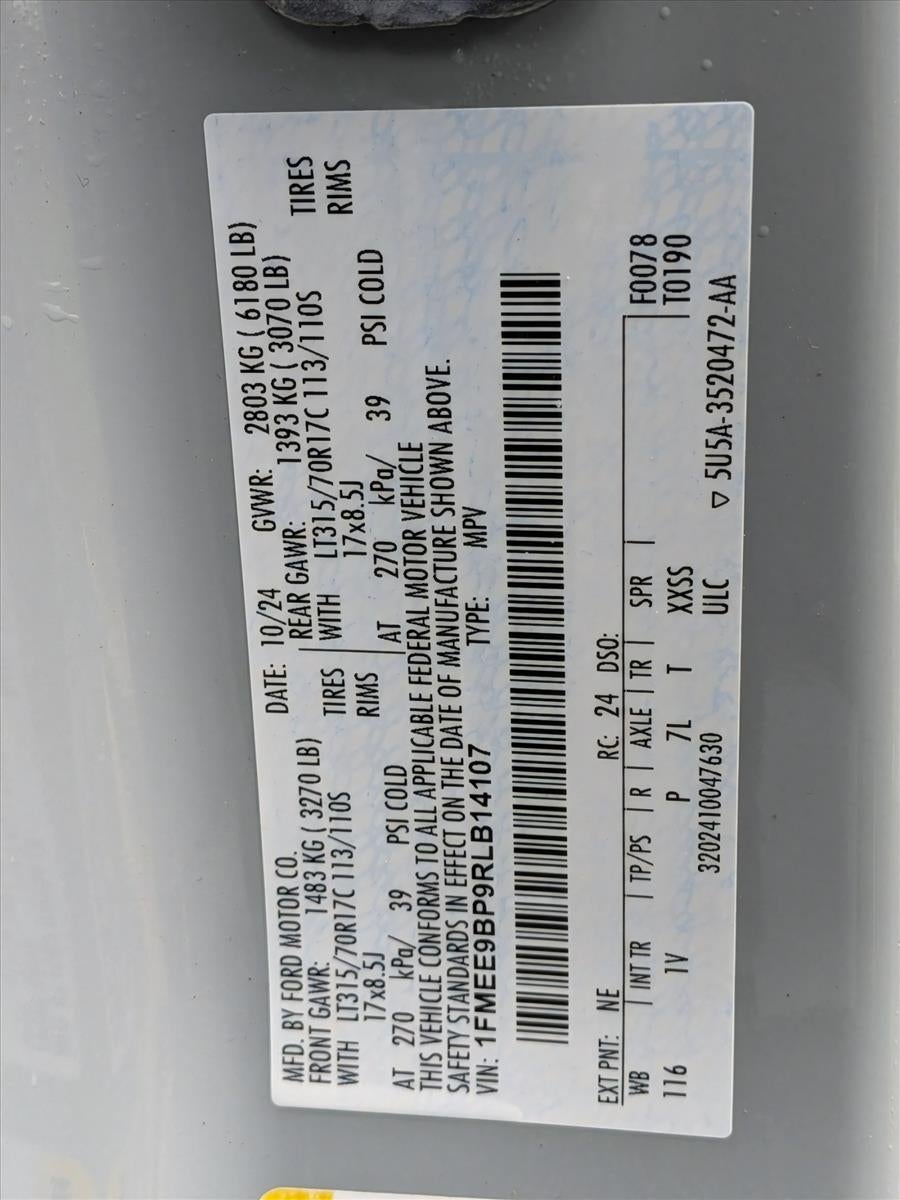 MFD. BY FORD MOTOR CO. DATE: 10/24 GVWR: 2803 KG ( 6180 LB)
FRONT GAWR: 1483 KG ( 3270 LB) REAR GAWR: 1393 KG ( 3070 LB)
WITH LT315/70R17C 113/110S TIRES WITH LT315/70R17C 113/110S TIRES
17x8.5J RIMS 17x8.5J RIMS
AT 270 kPa/ 39 PSI COLD AT 270 kPa/ 39 PSI COLD
THIS VEHICLE CONFORMS TO ALL APPLICABLE FEDERAL MOTOR VEHICLE
SAFETY STANDARDS IN EFFECT ON THE DATE OF MANUFACTURE SHOWN ABOVE.
VIN: 1FMEE9BP9RLB14107 TYPE: MPV
EXT PNT: NE RC: 24 DSO: F0078
WB | INT TR | TP/PS | R | AXLE | TR | SPR | T0190
116 1V P 7L T XXSS
3202410047630 ULC ▽ 5U5A-3520472-AA